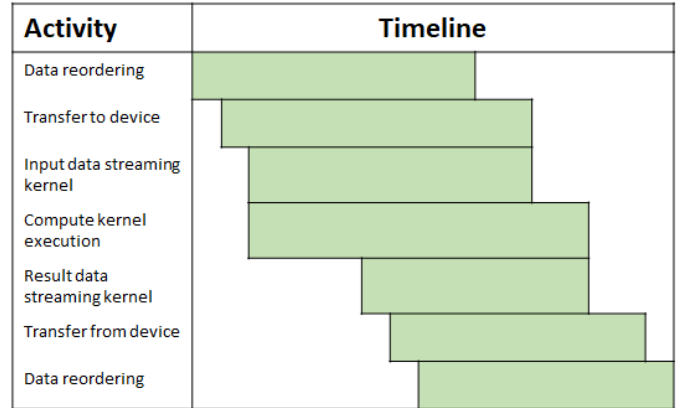 Activity
Timeline
Data reordering
Transfer to device
Input data streaming
kernel
Compute kernel
execution
Result data
streaming kernel
Transfer from device
Data reordering